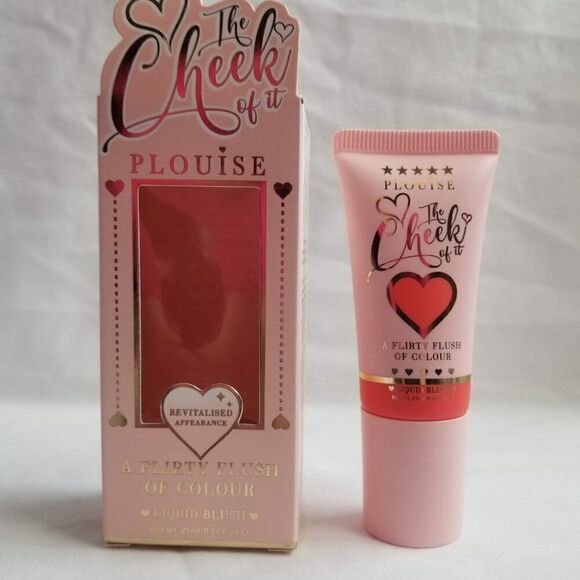 The
Cheek
of it
PLOUISE
REVITALISED
APPEARANCE
A FLIRTY FLUSH
OF COLOUR
LIQUID BLUSH
★★★★★
PLOUISE
The
Cheek
of it
A FLIRTY FLUSH
OF COLOUR
LIQUID BLUSH